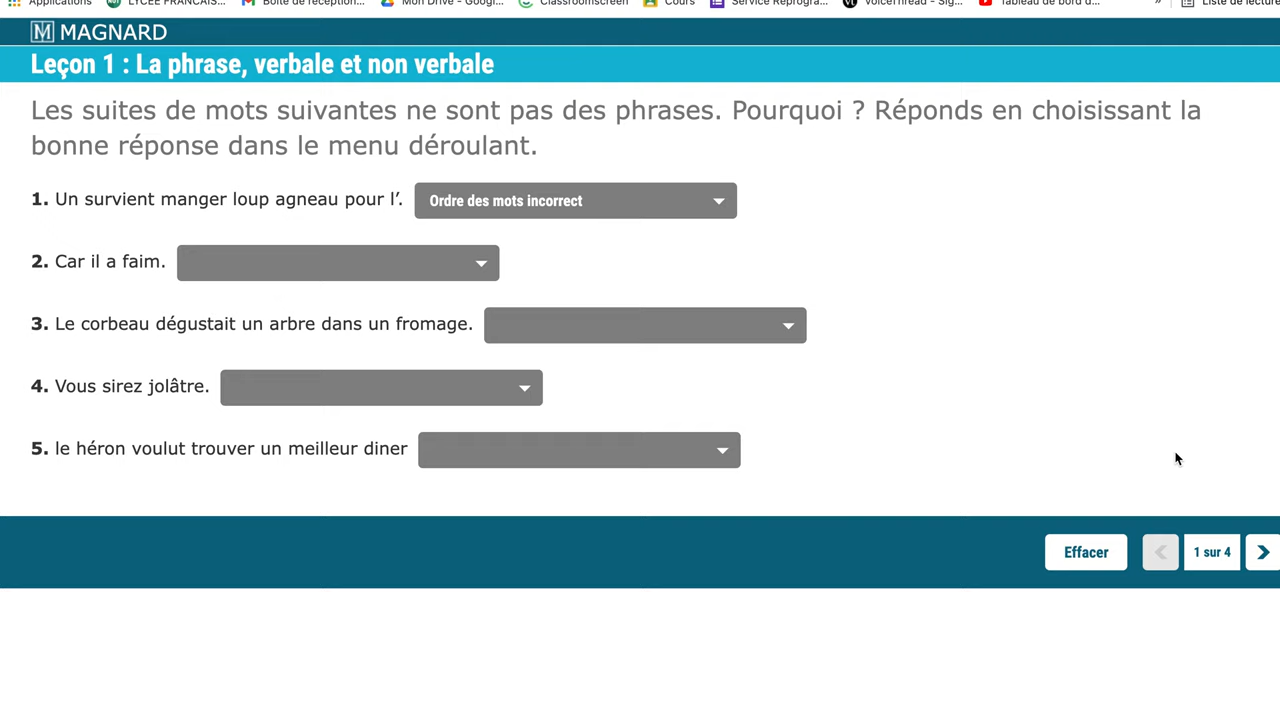 Applications LYCÉE FRANCAIS... Boîte de réception... Mon Drive - Googl... Classroomscreen Cours Service Reprogra... VoiceThread - Sig... Tableau de bord d... » Liste de lecture
M MAGNARD
Leçon 1 : La phrase, verbale et non verbale
Les suites de mots suivantes ne sont pas des phrases. Pourquoi ? Réponds en choisissant la
bonne réponse dans le menu déroulant.
1. Un survient manger loup agneau pour l’. Ordre des mots incorrect
2. Car il a faim.
3. Le corbeau dégustait un arbre dans un fromage.
4. Vous sirez jolâtre.
5. le héron voulut trouver un meilleur diner
Effacer < 1 sur 4 >